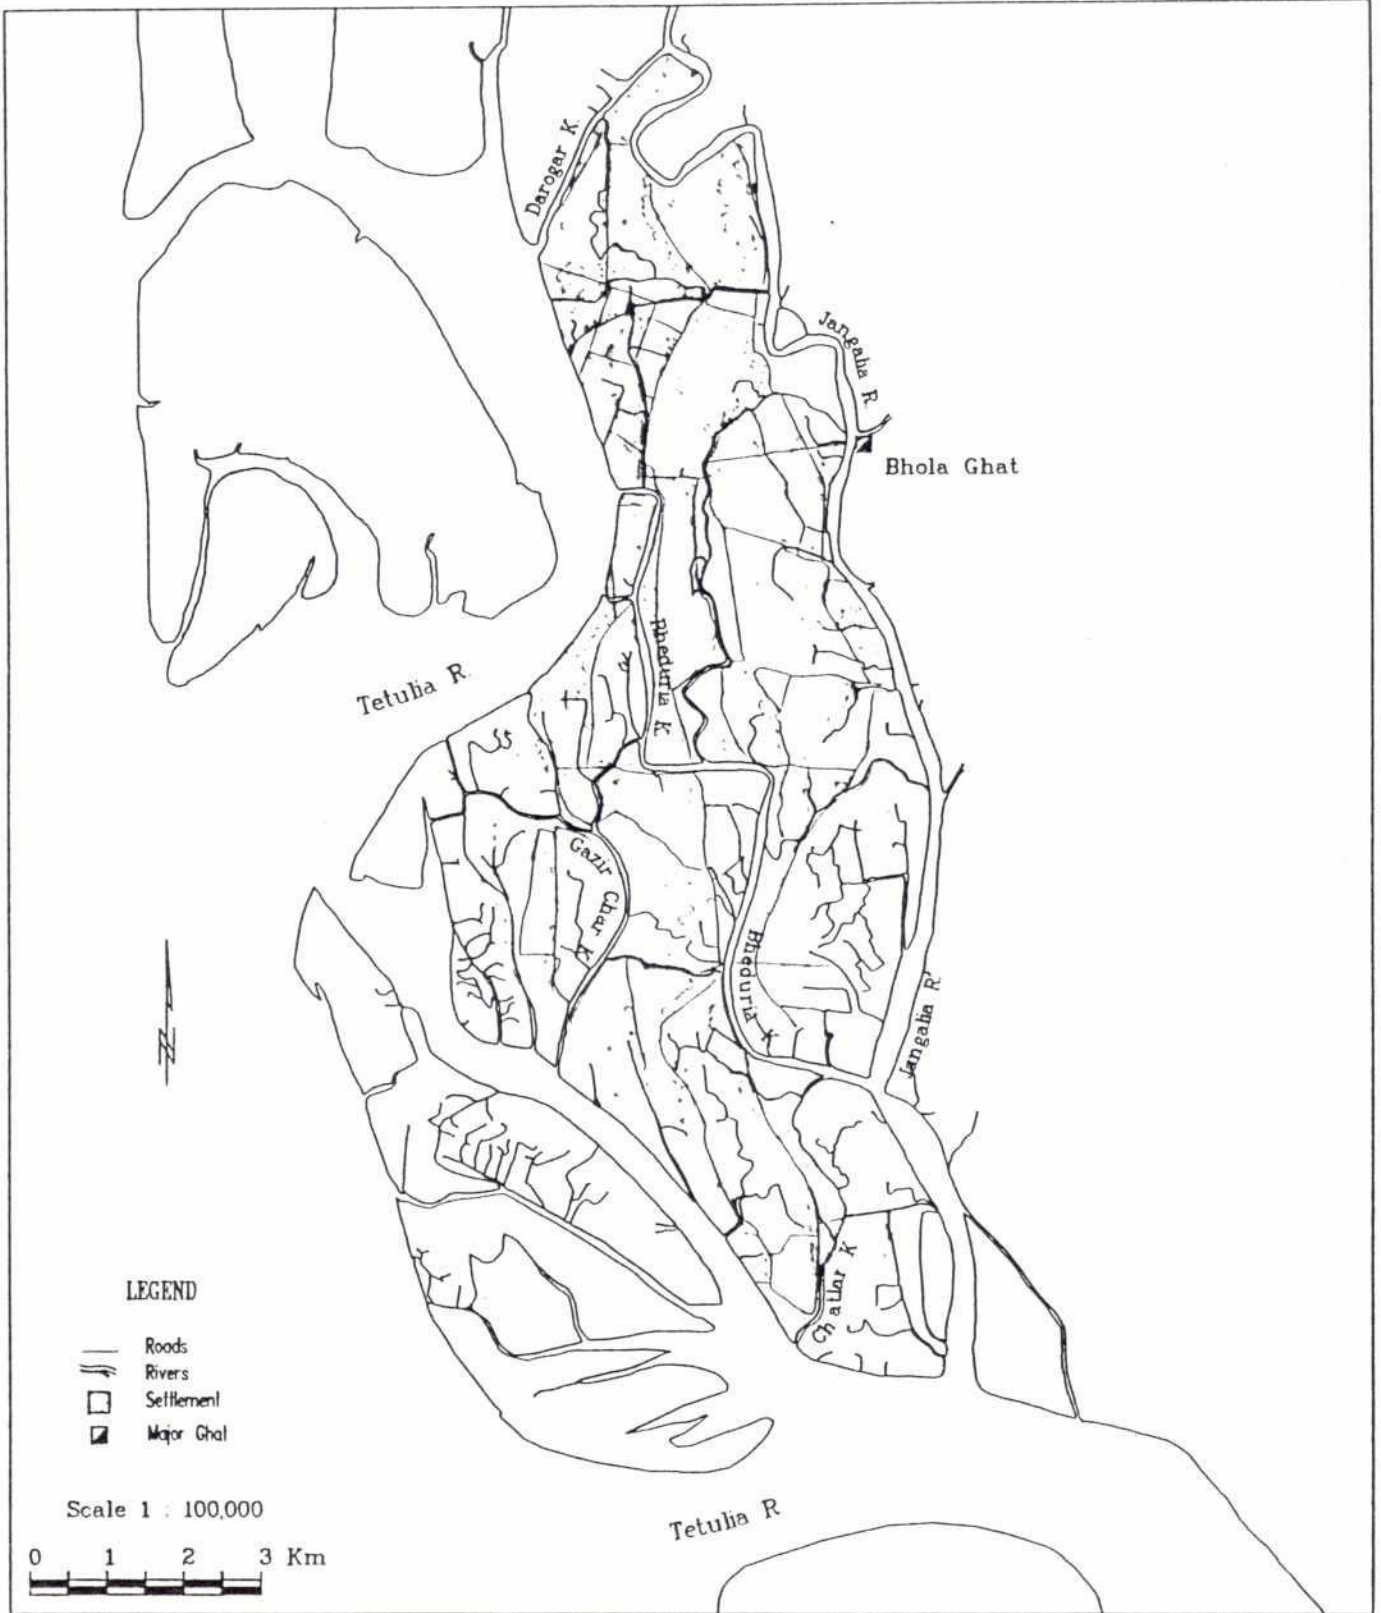 Darogar K.
Jangalia R.
Bhola Ghat
Bheduria K
Tetulia R.
Gazir Char K
Bheduria K
Jangalia R
Chatlar K
LEGEND
Roads
Rivers
Settlement
Major Ghat
Scale 1 : 100,000
0 1 2 3 Km
Tetulia R